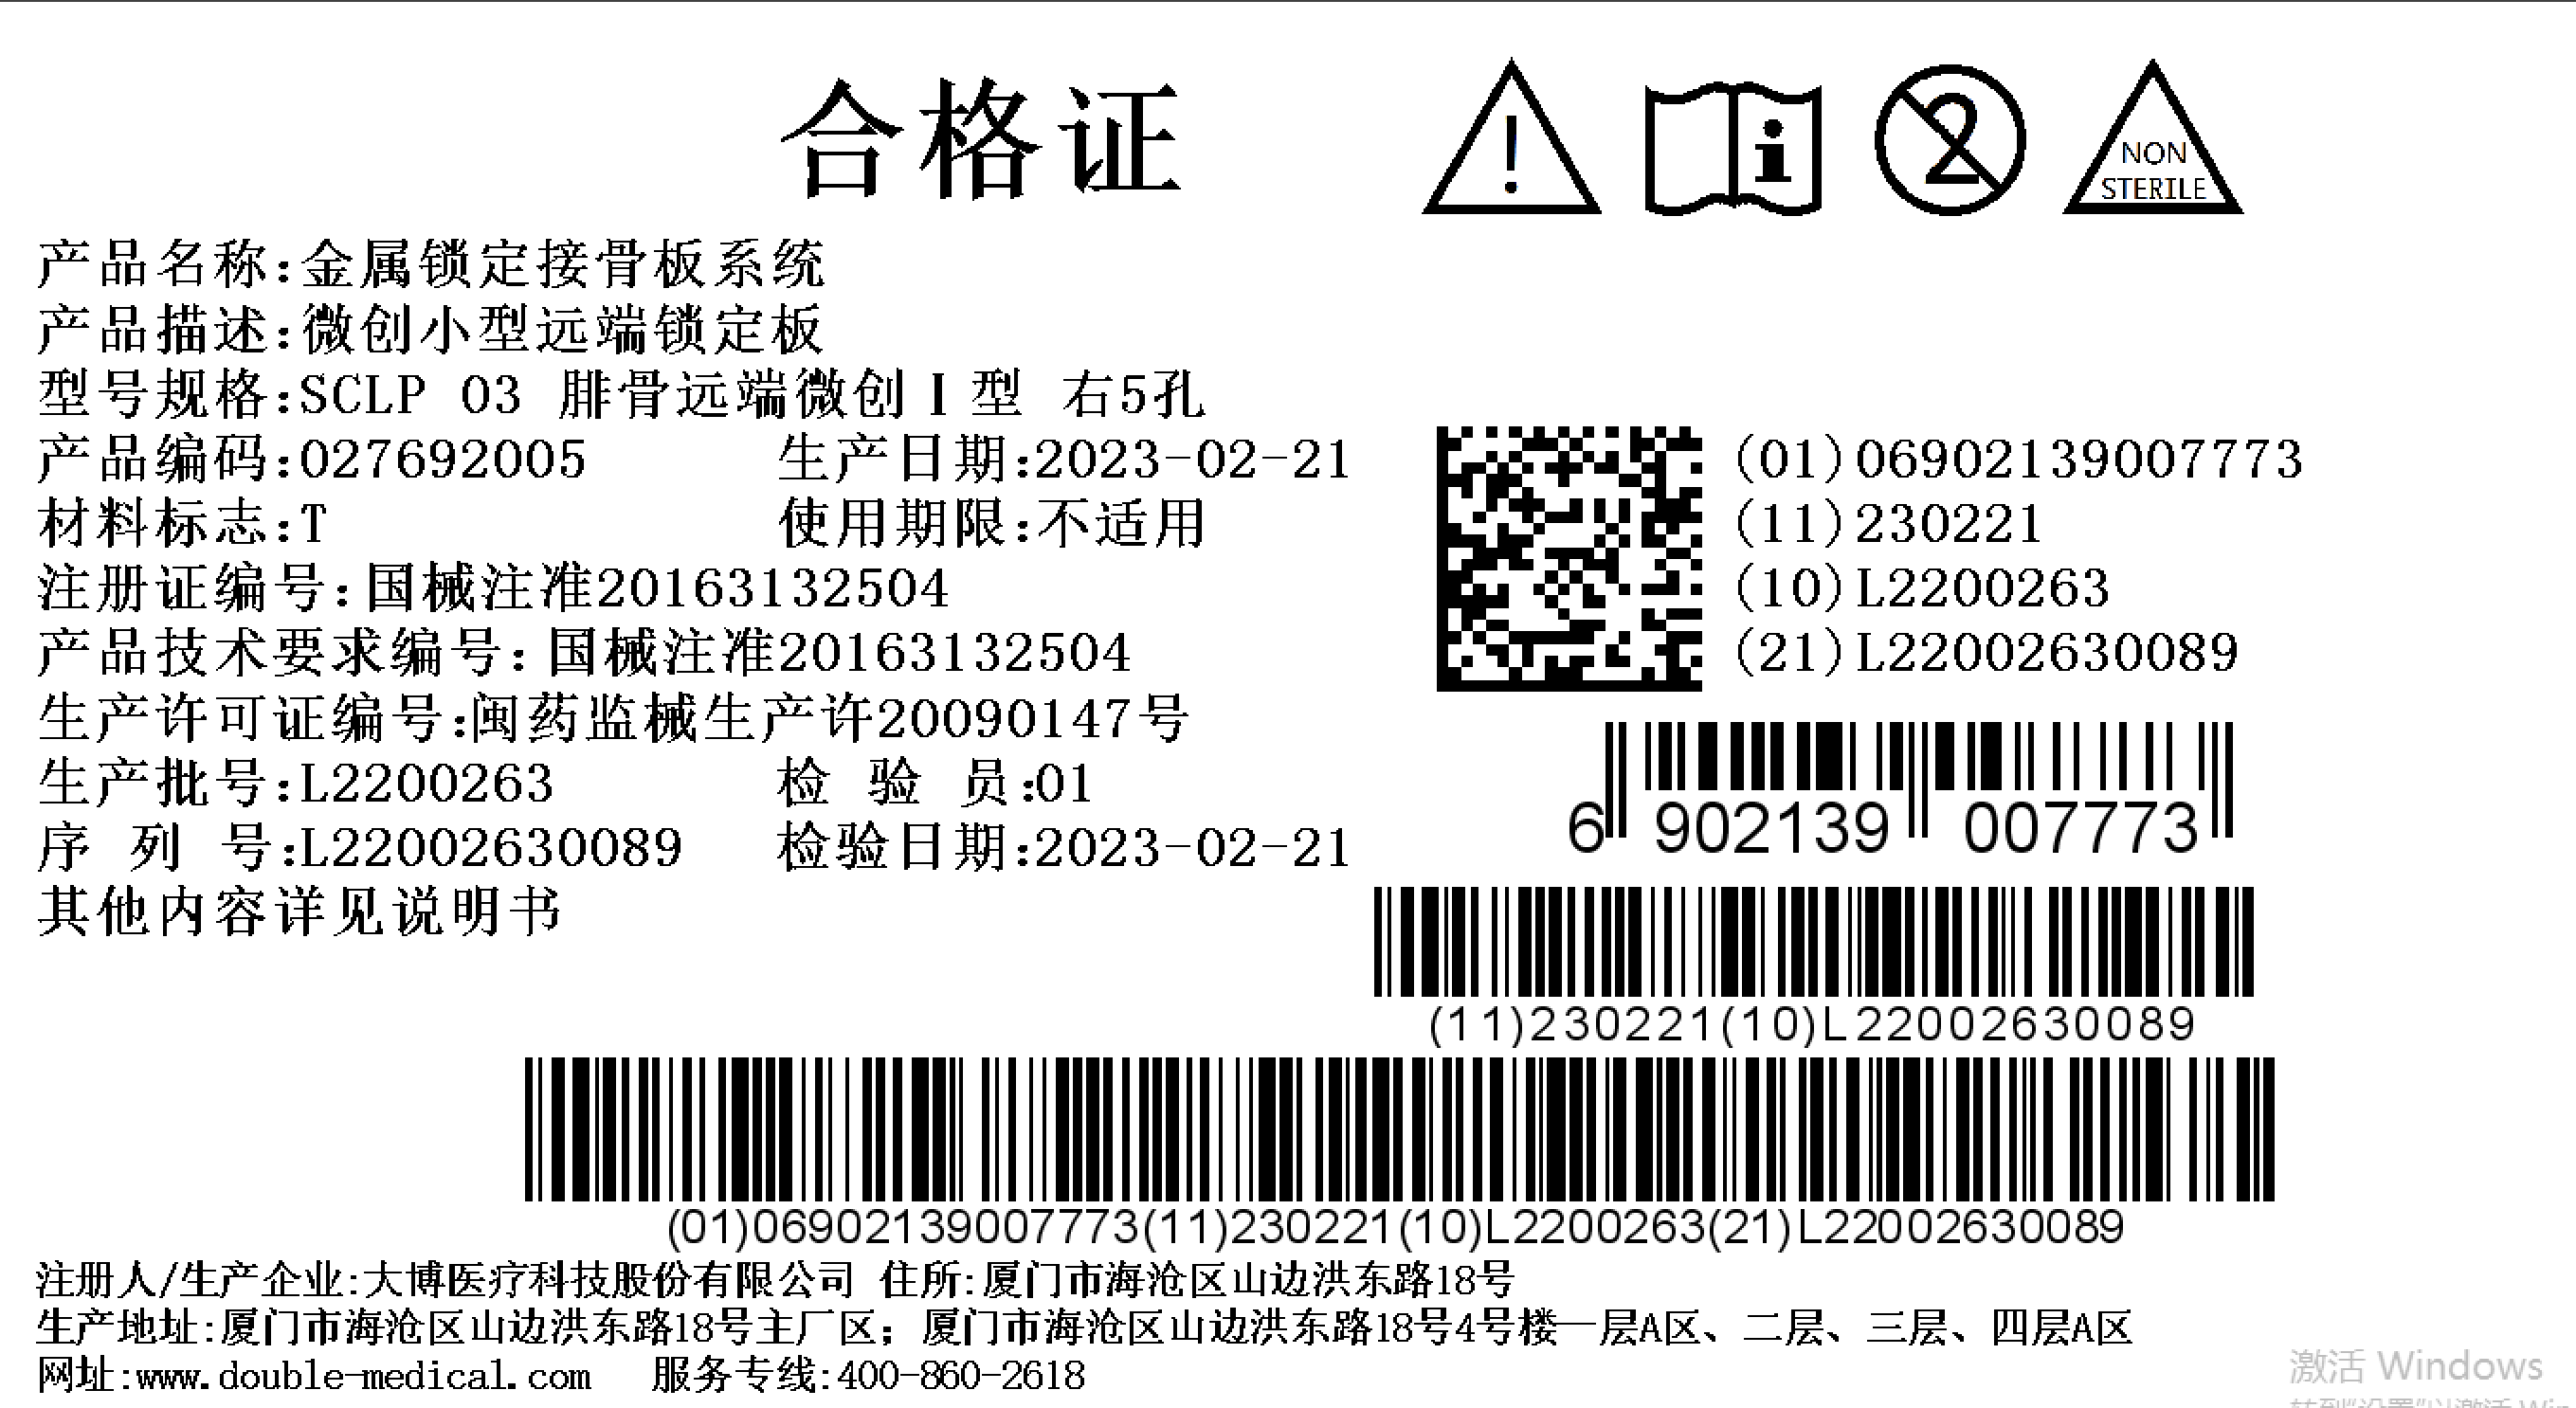 合格证
!
i
2
NON
STERILE
产品名称:金属锁定接骨板系统
产品描述:微创小型远端锁定板
型号规格:SCLP 03 腓骨远端微创Ⅰ型 右5孔
产品编码:027692005 生产日期:2023-02-21
材料标志:T 使用期限:不适用
注册证编号:国械注准20163132504
产品技术要求编号:国械注准20163132504
生产许可证编号:闽药监械生产许20090147号
生产批号:L2200263 检 验 员:01
序 列 号:L22002630089 检验日期:2023-02-21
其他内容详见说明书
(01)06902139007773
(11)230221
(10)L2200263
(21)L22002630089
6 902139 007773
(11)230221(10)L22002630089
(01)06902139007773(11)230221(10)L2200263(21)L22002630089
注册人/生产企业:大博医疗科技股份有限公司 住所:厦门市海沧区山边洪东路18号
生产地址:厦门市海沧区山边洪东路18号主厂区；厦门市海沧区山边洪东路18号4号楼一层A区、二层、三层、四层A区
网址:www.double-medical.com 服务专线:400-860-2618
激活 Windows